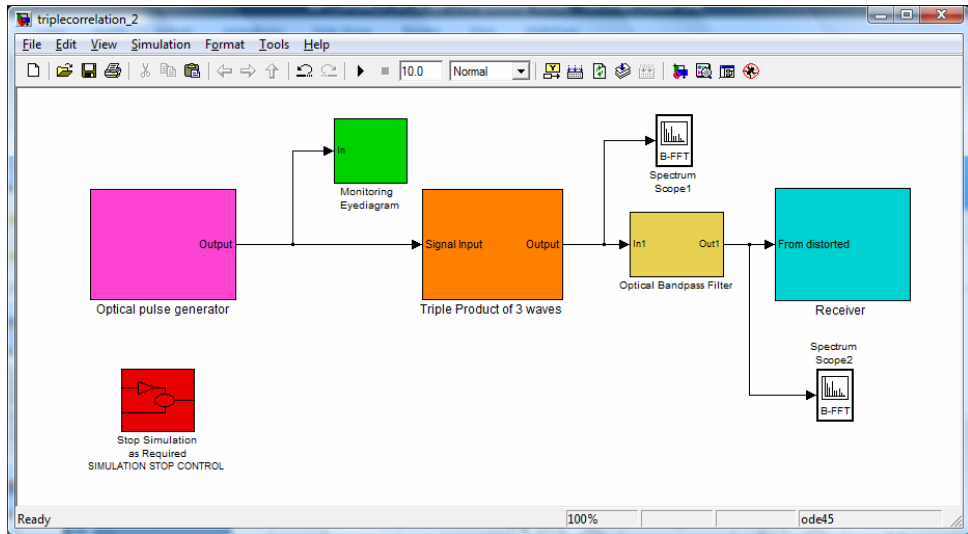 triplecorrelation_2
File Edit View Simulation Format Tools Help
10.0 Normal
In
Monitoring
Eyediagram
B-FFT
Spectrum
Scope1
Output
Optical pulse generator
Signal Input Output
Triple Product of 3 waves
In1 Out1
Optical Bandpass Filter
From distorted
Receiver
Spectrum
Scope2
B-FFT
Stop Simulation
as Required
SIMULATION STOP CONTROL
Ready 100% ode45